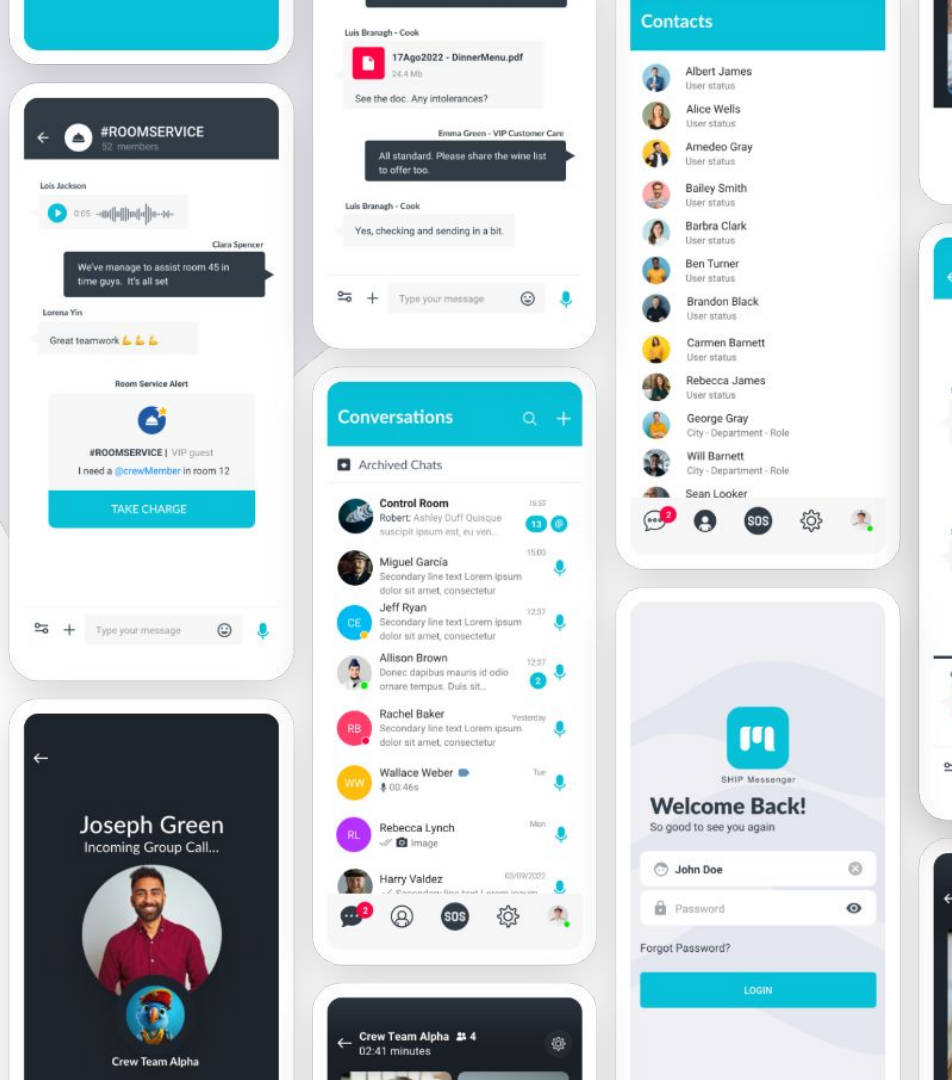 #ROOMSERVICE
52 members
Lois Jackson
0:05
Clara Spencer
We've manage to assist room 45 in
time guys. It's all set
Lorena Yin
Great teamwork 💪 💪 💪
Room Service Alert
#ROOMSERVICE | VIP guest
I need a @crewMember in room 12
TAKE CHARGE
Type your message
Joseph Green
Incoming Group Call...
Crew Team Alpha
Luis Branagh - Cook
17Ago2022 - DinnerMenu.pdf
24.4 Mb
See the doc. Any intolerances?
Emma Green - VIP Customer Care
All standard. Please share the wine list
to offer too.
Luis Branagh - Cook
Yes, checking and sending in a bit.
Type your message
Conversations
Archived Chats
Control Room
16:53
Robert: Ashley Duff Quisque
13 @
suscipit ipsum est, eu ven...
Miguel García
15:00
Secondary line text Lorem ipsum
dolor sit amet, consectetur
CE
Jeff Ryan
12:37
Secondary line text Lorem ipsum
dolor sit amet, consectetur
Allison Brown
12:37
Donec dapibus mauris id odio
2
ornare tempus. Duis sit...
RB
Rachel Baker
Yesterday
Secondary line text Lorem ipsum
dolor sit amet, consectetur
WW
Wallace Weber
Tue
00:46s
RL
Rebecca Lynch
Mon
Image
Harry Valdez
03/09/2022
Secondary line text Lorem ipsum
2
SOS
Crew Team Alpha 4
02:41 minutes
Contacts
Albert James
User status
Alice Wells
User status
Amedeo Gray
User status
Bailey Smith
User status
Barbra Clark
User status
Ben Turner
User status
Brandon Black
User status
Carmen Barnett
User status
Rebecca James
User status
George Gray
City - Department - Role
Will Barnett
City - Department - Role
Sean Looker
2
SOS
SHIP Messenger
Welcome Back!
So good to see you again
John Doe
Password
Forgot Password?
LOGIN